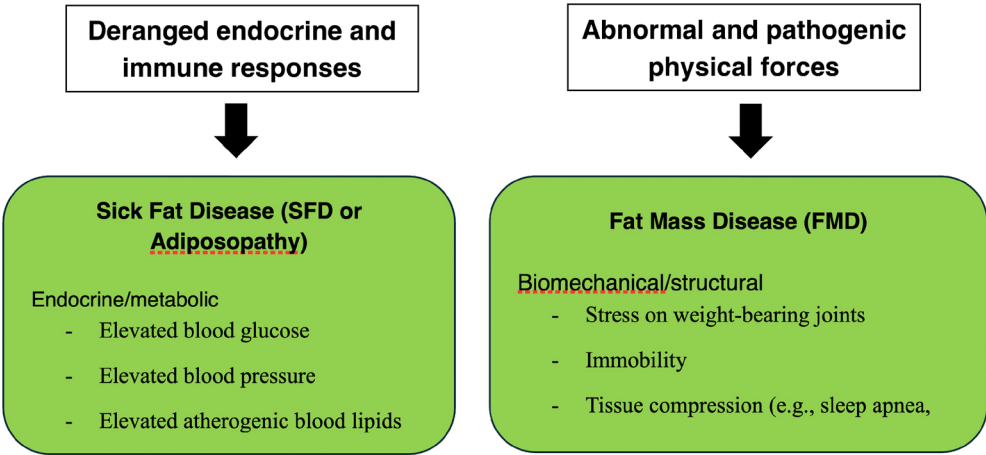 Deranged endocrine and
immune responses
Abnormal and pathogenic
physical forces
Sick Fat Disease (SFD or
Adiposopathy)
Endocrine/metabolic
- Elevated blood glucose
- Elevated blood pressure
- Elevated atherogenic blood lipids
Fat Mass Disease (FMD)
Biomechanical/structural
- Stress on weight-bearing joints
- Immobility
- Tissue compression (e.g., sleep apnea,